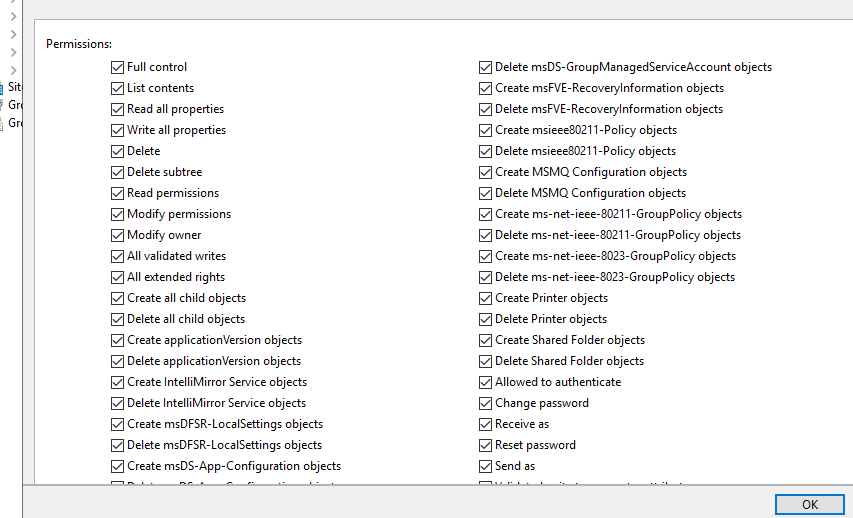 Permissions:
Full control
List contents
Read all properties
Write all properties
Delete
Delete subtree
Read permissions
Modify permissions
Modify owner
All validated writes
All extended rights
Create all child objects
Delete all child objects
Create applicationVersion objects
Delete applicationVersion objects
Create IntelliMirror Service objects
Delete IntelliMirror Service objects
Create msDFSR-LocalSettings objects
Delete msDFSR-LocalSettings objects
Create msDS-App-Configuration objects
Delete msDS-GroupManagedServiceAccount objects
Create msFVE-RecoveryInformation objects
Delete msFVE-RecoveryInformation objects
Create msieee80211-Policy objects
Delete msieee80211-Policy objects
Create MSMQ Configuration objects
Delete MSMQ Configuration objects
Create ms-net-ieee-80211-GroupPolicy objects
Delete ms-net-ieee-80211-GroupPolicy objects
Create ms-net-ieee-8023-GroupPolicy objects
Delete ms-net-ieee-8023-GroupPolicy objects
Create Printer objects
Delete Printer objects
Create Shared Folder objects
Delete Shared Folder objects
Allowed to authenticate
Change password
Receive as
Reset password
Send as
Site
Gro
Gro
OK